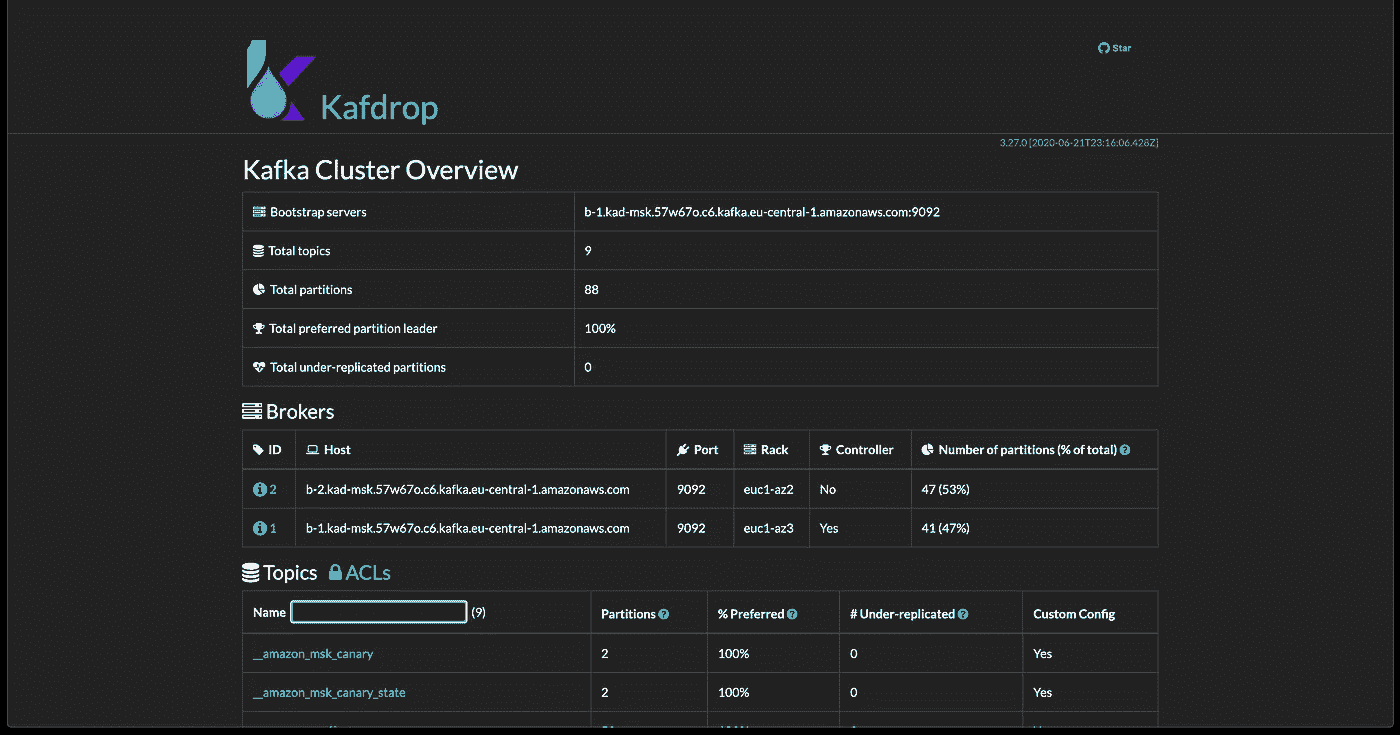 Star
Kafdrop
3.27.0 [2020-06-21T23:16:06.428Z]
Kafka Cluster Overview
Bootstrap servers b-1.kad-msk.57w67o.c6.kafka.eu-central-1.amazonaws.com:9092
Total topics 9
Total partitions 88
Total preferred partition leader 100%
Total under-replicated partitions 0
Brokers
ID Host Port Rack Controller Number of partitions (% of total)
2 b-2.kad-msk.57w67o.c6.kafka.eu-central-1.amazonaws.com 9092 euc1-az2 No 47 (53%)
1 b-1.kad-msk.57w67o.c6.kafka.eu-central-1.amazonaws.com 9092 euc1-az3 Yes 41 (47%)
Topics ACLs
Name (9) Partitions % Preferred # Under-replicated Custom Config
__amazon_msk_canary 2 100% 0 Yes
__amazon_msk_canary_state 2 100% 0 Yes